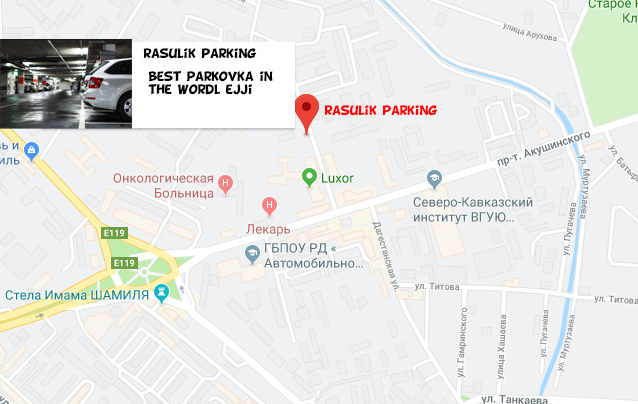 Старое
Кл
улица Арухова
RASULIK PARKING
BEST PARKOVKA IN
THE WORDL EJJI
RASULIK PARKING
пр-т. Акушинского
ул. Батыр
ул. Муртузаева
Онкологическая
Больница
Luxor
Лекарь
Северо-Кавказский
институт ВГУЮ...
ул. Пугачева
E119
E119
ГБПОУ РД «
Автомобильно...
Дагестанская ул.
Стела Имама ШАМИЛЯ
ул. Титова
ул. Титова
ул. Гамринского
ул. Хашаева
ул. Пугачева
ул. Муртузаева
ул. Танкаева